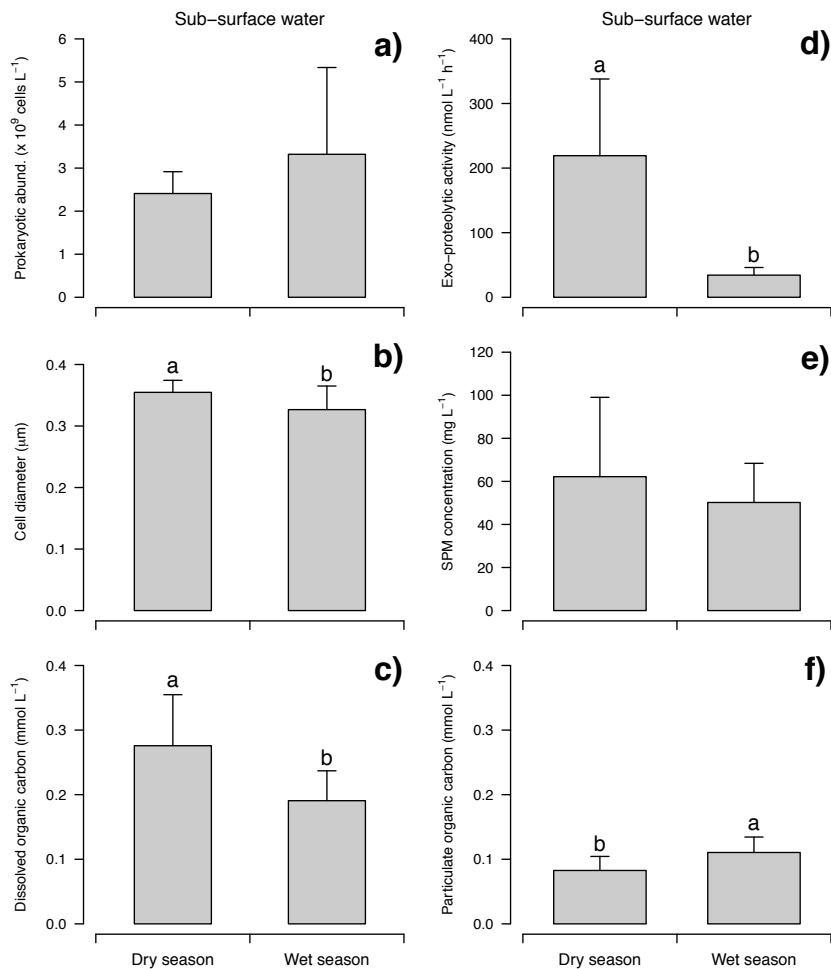 Sub−surface water
a)
Prokaryotic abund. (x 10⁹ cells L⁻¹)
6
5
4
3
2
1
0
Sub−surface water
d)
Exo−proteolytic activity (nmol L⁻¹ h⁻¹)
400
300
200
100
0
a
b
b)
Cell diameter (μm)
0.4
0.3
0.2
0.1
0.0
a
b
e)
SPM concentration (mg L⁻¹)
120
100
80
60
40
20
0
c)
Dissolved organic carbon (mmol L⁻¹)
0.4
0.3
0.2
0.1
0.0
a
b
Dry season Wet season
f)
Particulate organic carbon (mmol L⁻¹)
0.4
0.3
0.2
0.1
0.0
b
a
Dry season Wet season